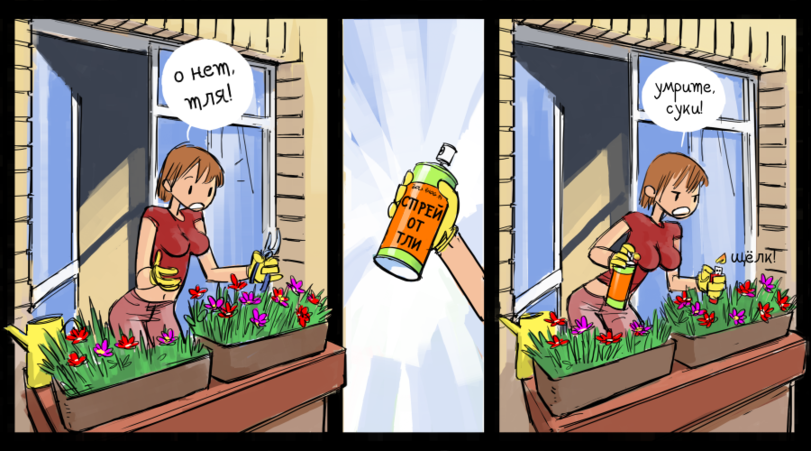 о нет,
тля!
СПРЕЙ
ОТ
ТЛИ
умрите,
суки!
щёлк!